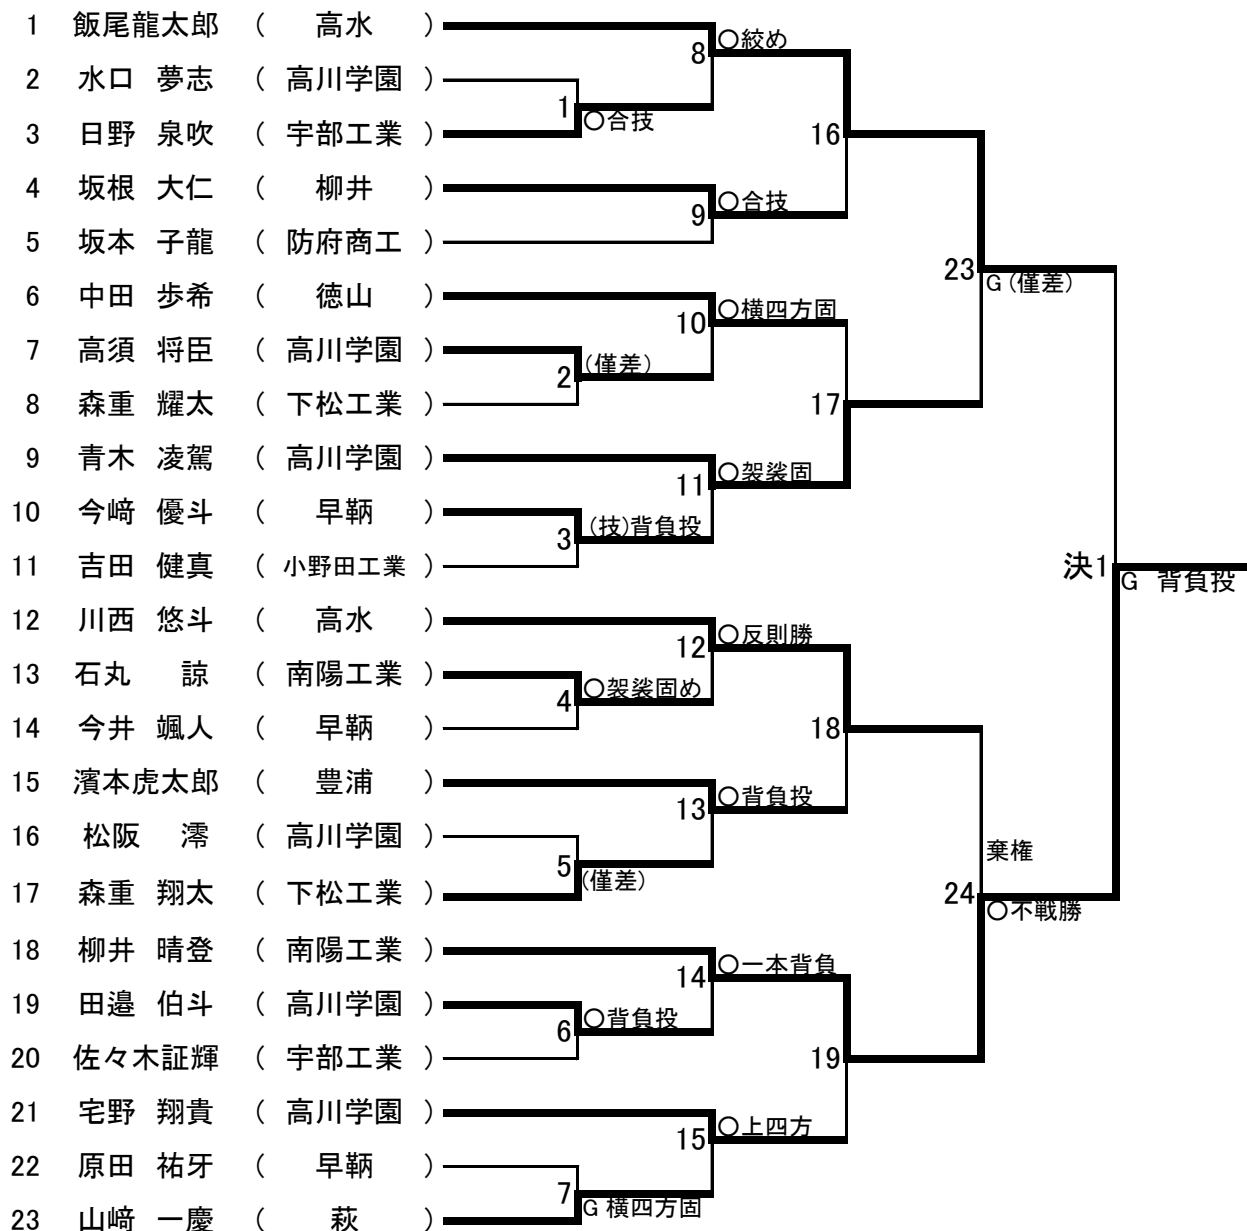 1 飯尾龍太郎 ( 高水 )
8 ○絞め
2 水口 夢志 ( 高川学園 )
1 ○合技
3 日野 泉吹 ( 宇部工業 )
16
4 坂根 大仁 ( 柳井 )
9 ○合技
5 坂本 子龍 ( 防府商工 )
23 G (僅差)
6 中田 歩希 ( 徳山 )
10 ○横四方固
7 高須 将臣 ( 高川学園 )
2 (僅差)
8 森重 耀太 ( 下松工業 )
17
9 青木 凌駕 ( 高川学園 )
11 ○袈裟固
10 今﨑 優斗 ( 早鞆 )
3 (技)背負投
11 吉田 健真 ( 小野田工業 )
決1 G 背負投
12 川西 悠斗 ( 高水 )
12 ○反則勝
13 石丸 諒 ( 南陽工業 )
4 ○袈裟固め
14 今井 颯人 ( 早鞆 )
18
15 濱本虎太郎 ( 豊浦 )
13 ○背負投
16 松阪 澪 ( 高川学園 )
棄権
5 (僅差)
17 森重 翔太 ( 下松工業 )
24 ○不戦勝
18 柳井 晴登 ( 南陽工業 )
14 ○一本背負
19 田邉 伯斗 ( 高川学園 )
6 ○背負投
20 佐々木証輝 ( 宇部工業 )
19
21 宅野 翔貴 ( 高川学園 )
15 ○上四方
22 原田 祐牙 ( 早鞆 )
7 G 横四方固
23 山﨑 一慶 ( 萩 )